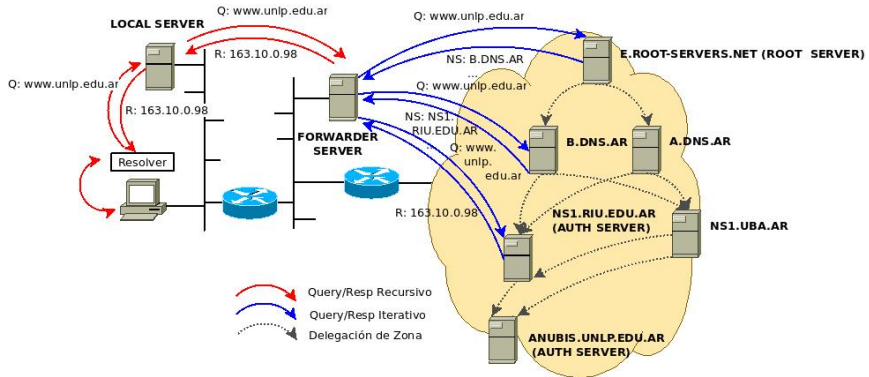 Q: www.unlp.edu.ar
LOCAL SERVER
Q: www.unlp.edu.ar
E.ROOT-SERVERS.NET (ROOT SERVER)
R: 163.10.0.98
NS: B.DNS.AR
...
Q: www.unlp.edu.ar
Q: www.unlp.edu.ar
R: 163.10.0.98
NS: NS1.
RIU.EDU.AR
...
FORWARDER
SERVER
B.DNS.AR
A.DNS.AR
Q: www.
unlp.
edu.ar
Resolver
R: 163.10.0.98
NS1.RIU.EDU.AR
(AUTH SERVER)
NS1.UBA.AR
Query/Resp Recursivo
Query/Resp Iterativo
Delegación de Zona
ANUBIS.UNLP.EDU.AR
(AUTH SERVER)